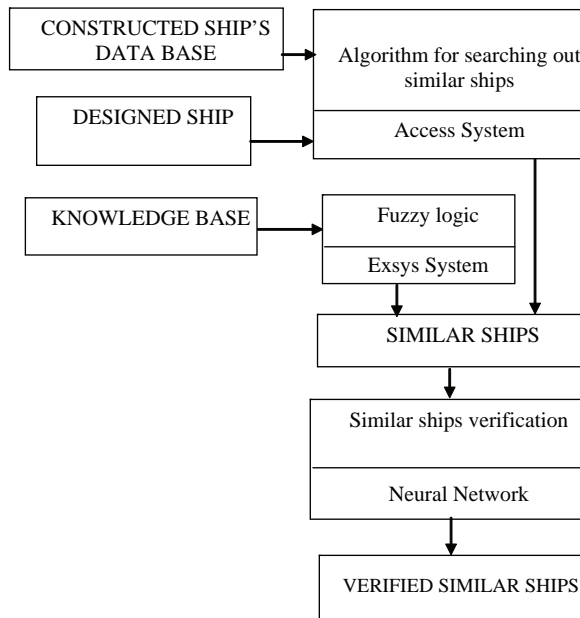 CONSTRUCTED SHIP'S
DATA BASE
Algorithm for searching out
similar ships
DESIGNED SHIP
Access System
KNOWLEDGE BASE
Fuzzy logic
Exsys System
SIMILAR SHIPS
Similar ships verification
Neural Network
VERIFIED SIMILAR SHIPS